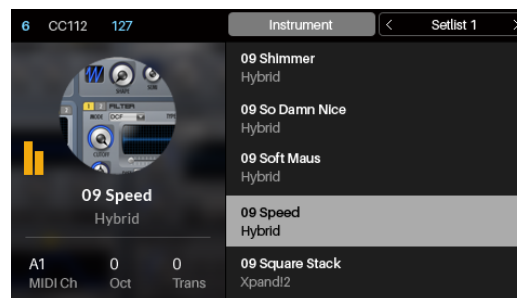 6 CC112 127
Instrument
< Setlist 1 >
FILTER
MODE DCF
CUTOFF
09 Speed
Hybrid
A1 0 0
MIDI Ch Oct Trans
09 Shimmer
Hybrid
09 So Damn Nice
Hybrid
09 Soft Maus
Hybrid
09 Speed
Hybrid
09 Square Stack
Xpand!2